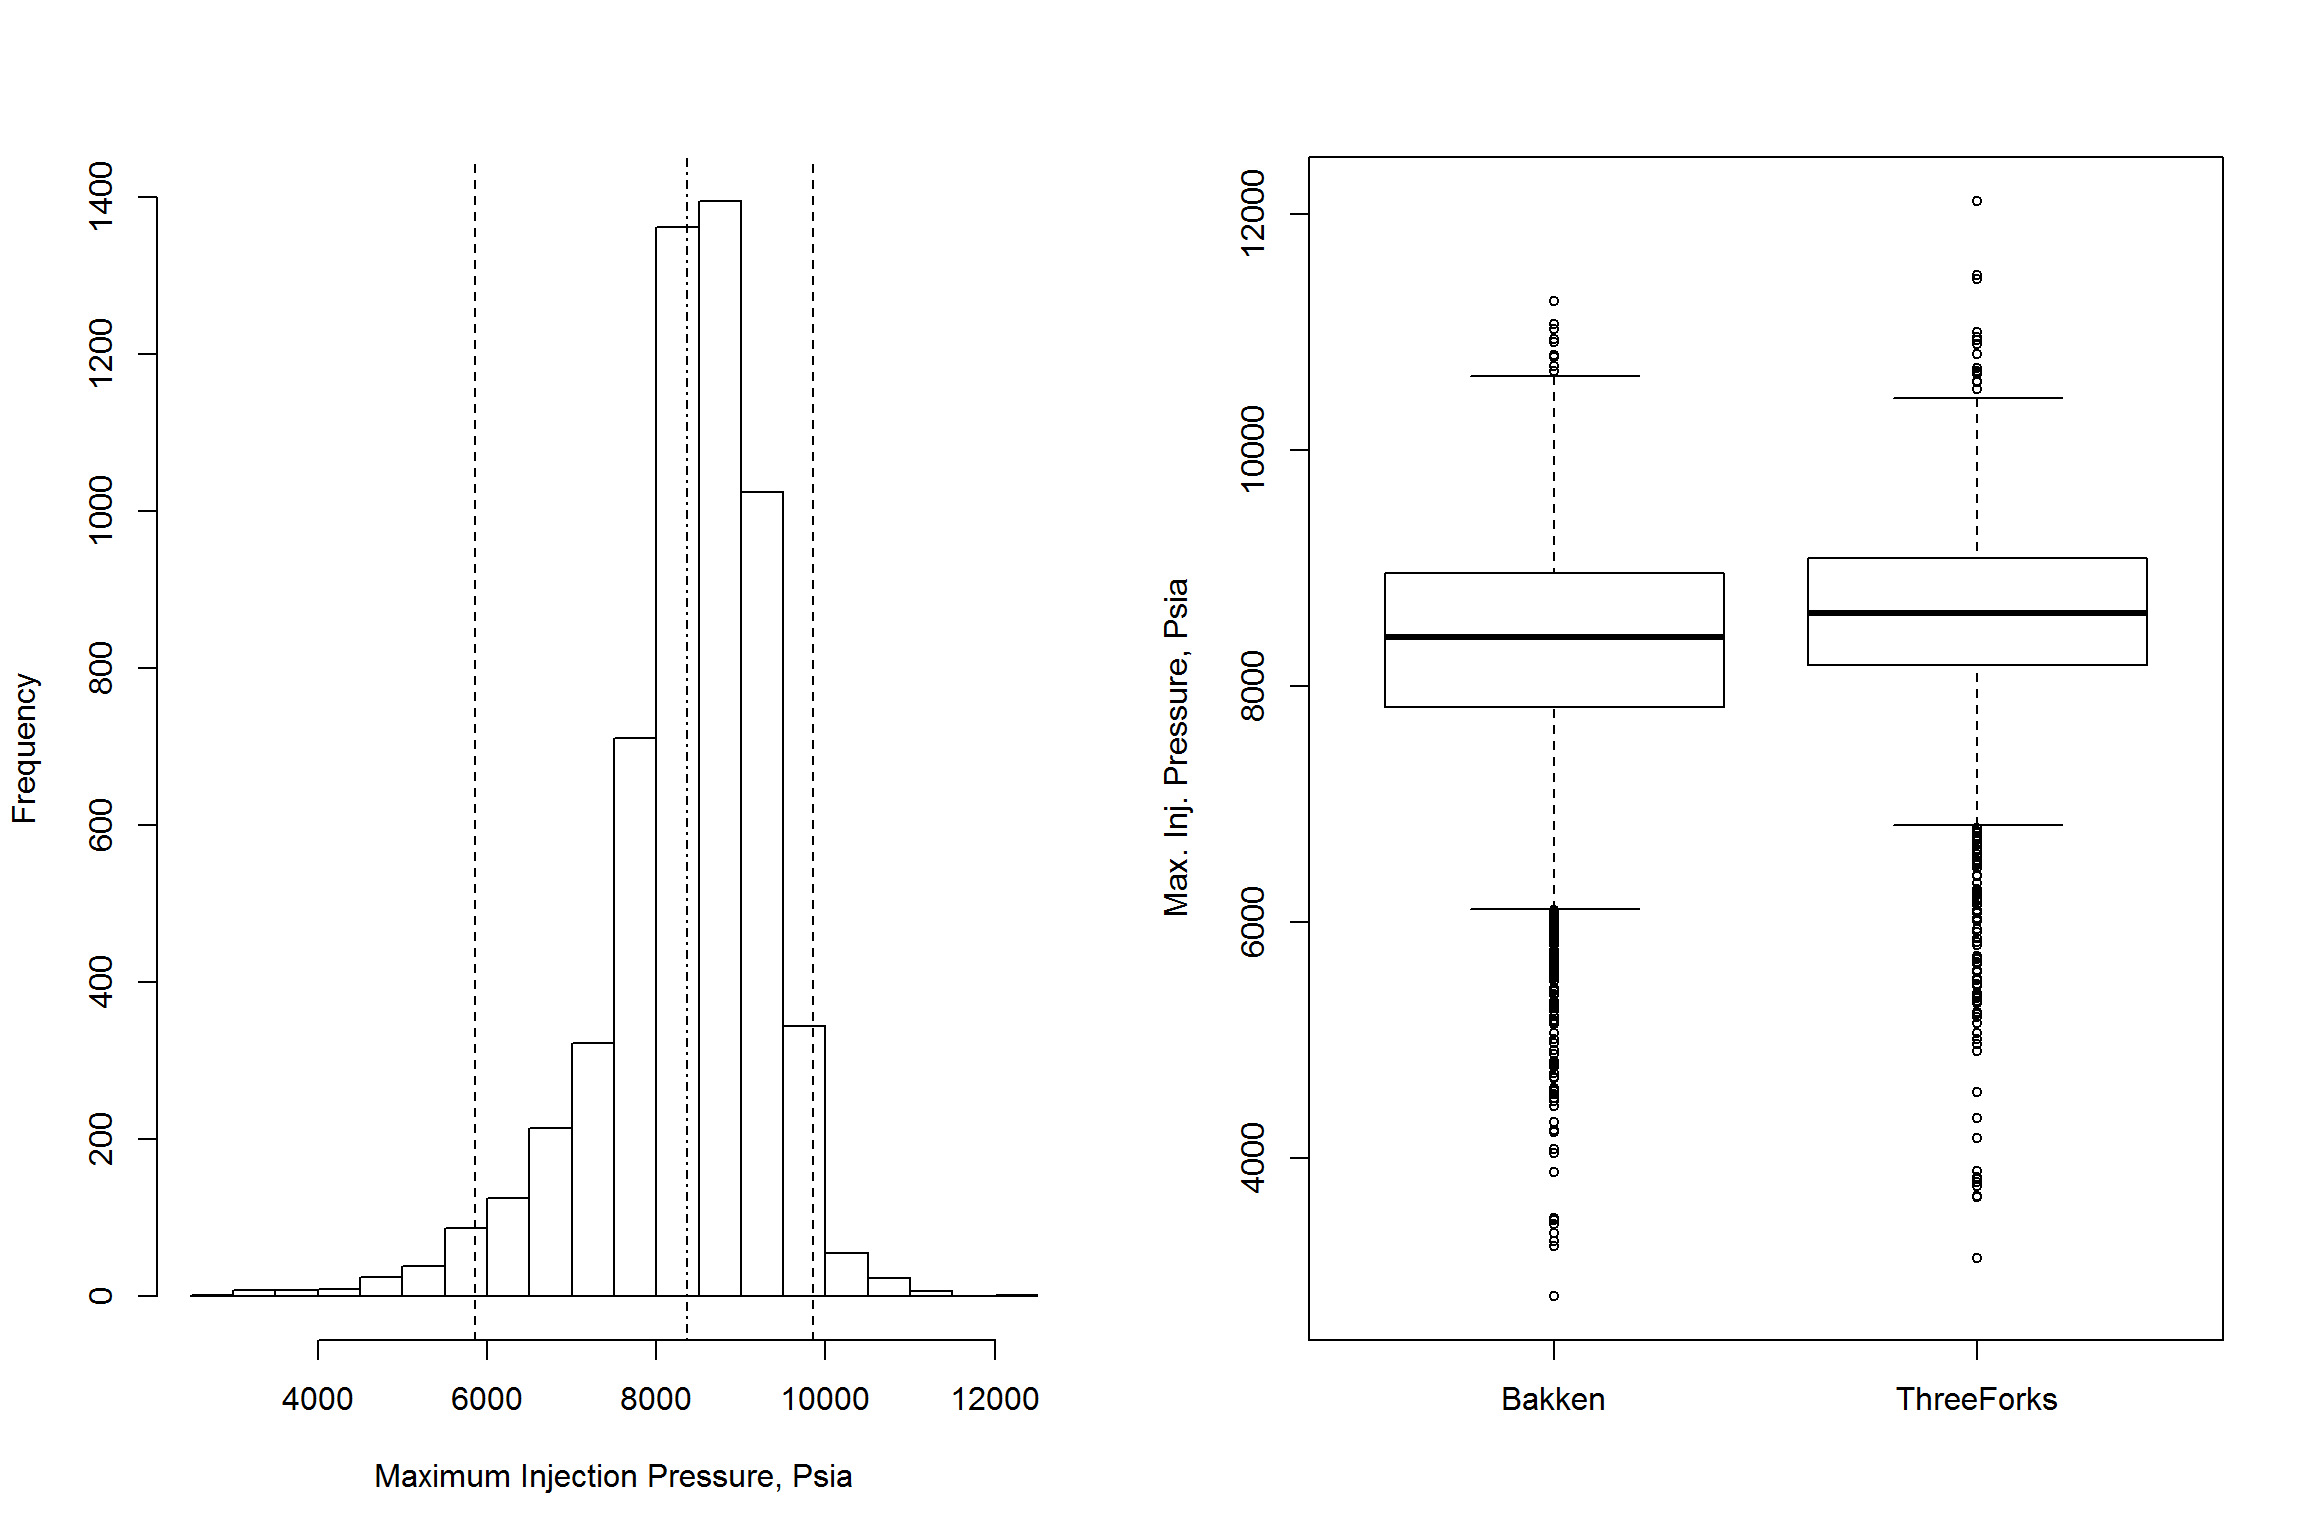 Frequency
1400
1200
1000
800
600
400
200
0
4000 6000 8000 10000 12000
Maximum Injection Pressure, Psia
Max. Inj. Pressure, Psia
12000
10000
8000
6000
4000
Bakken ThreeForks